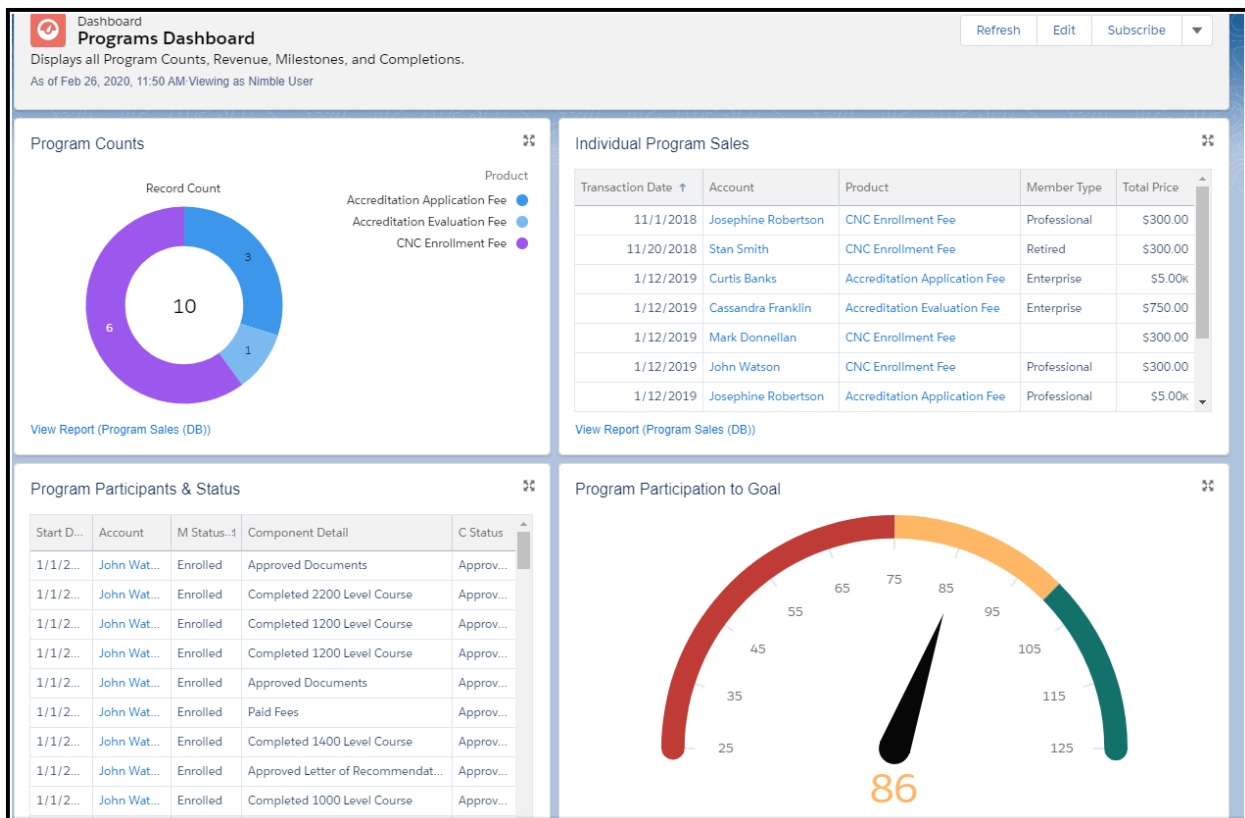 Dashboard
Programs Dashboard
Displays all Program Counts, Revenue, Milestones, and Completions.
As of Feb 26, 2020, 11:50 AM·Viewing as Nimble User
Refresh Edit Subscribe
Program Counts
Record Count
Product
Accreditation Application Fee
Accreditation Evaluation Fee
CNC Enrollment Fee
3
10
6
1
View Report (Program Sales (DB))
Individual Program Sales
Transaction Date ↑ Account Product Member Type Total Price
11/1/2018 Josephine Robertson CNC Enrollment Fee Professional $300.00
11/20/2018 Stan Smith CNC Enrollment Fee Retired $300.00
1/12/2019 Curtis Banks Accreditation Application Fee Enterprise $5.00K
1/12/2019 Cassandra Franklin Accreditation Evaluation Fee Enterprise $750.00
1/12/2019 Mark Donnellan CNC Enrollment Fee $300.00
1/12/2019 John Watson CNC Enrollment Fee Professional $300.00
1/12/2019 Josephine Robertson Accreditation Application Fee Professional $5.00K
View Report (Program Sales (DB))
Program Participants & Status
Start D... Account M Status..↑ Component Detail C Status
1/1/2... John Wat... Enrolled Approved Documents Approv...
1/1/2... John Wat... Enrolled Completed 2200 Level Course Approv...
1/1/2... John Wat... Enrolled Completed 1200 Level Course Approv...
1/1/2... John Wat... Enrolled Completed 1200 Level Course Approv...
1/1/2... John Wat... Enrolled Approved Documents Approv...
1/1/2... John Wat... Enrolled Paid Fees Approv...
1/1/2... John Wat... Enrolled Completed 1400 Level Course Approv...
1/1/2... John Wat... Enrolled Approved Letter of Recommendat... Approv...
1/1/2... John Wat... Enrolled Completed 1000 Level Course Approv...
Program Participation to Goal
25
35
45
55
65
75
85
95
105
115
125
86